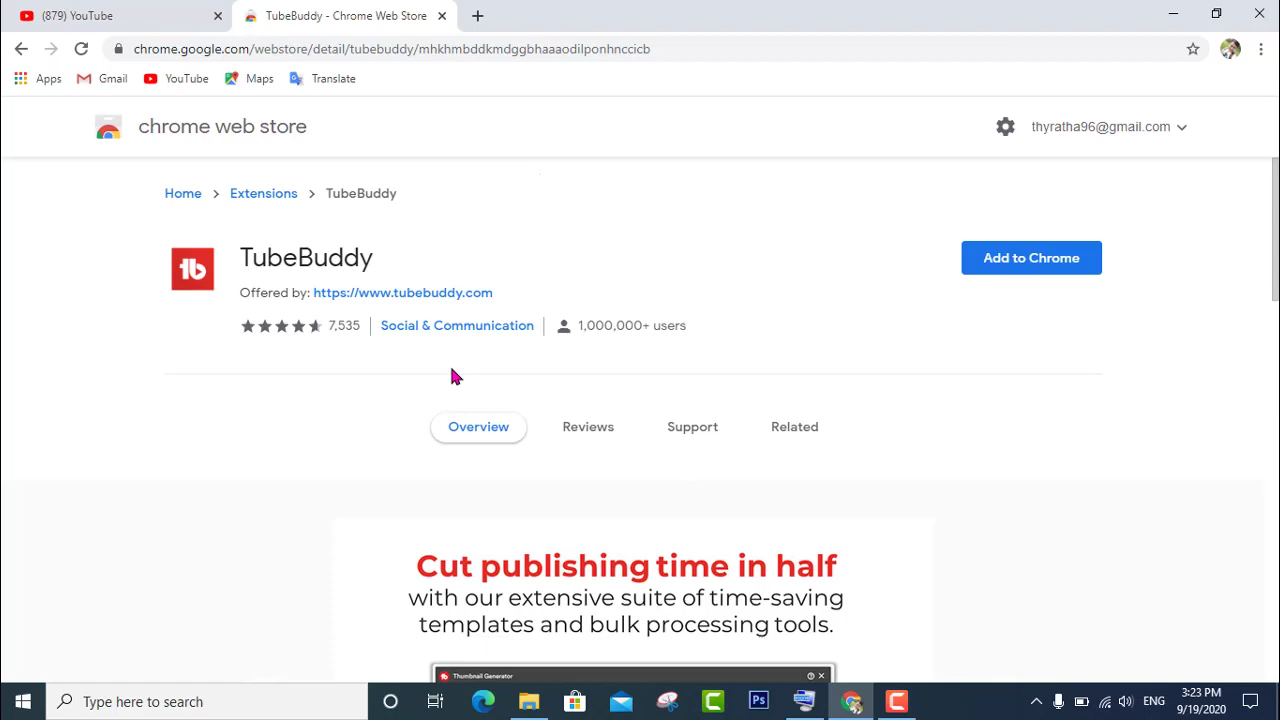 (879) YouTube
TubeBuddy - Chrome Web Store
chrome.google.com/webstore/detail/tubebuddy/mhkhmbddkmdggbhaaaodilponhnccicb
Apps
Gmail
YouTube
Maps
Translate
chrome web store
thyratha96@gmail.com
Home
Extensions
TubeBuddy
tb
TubeBuddy
Add to Chrome
Offered by: https://www.tubebuddy.com
7,535
Social & Communication
1,000,000+ users
Overview
Reviews
Support
Related
Cut publishing time in half
with our extensive suite of time-saving
templates and bulk processing tools.
Thumbnail Generator
Type here to search
Ps
ENG
3:23 PM
9/19/2020